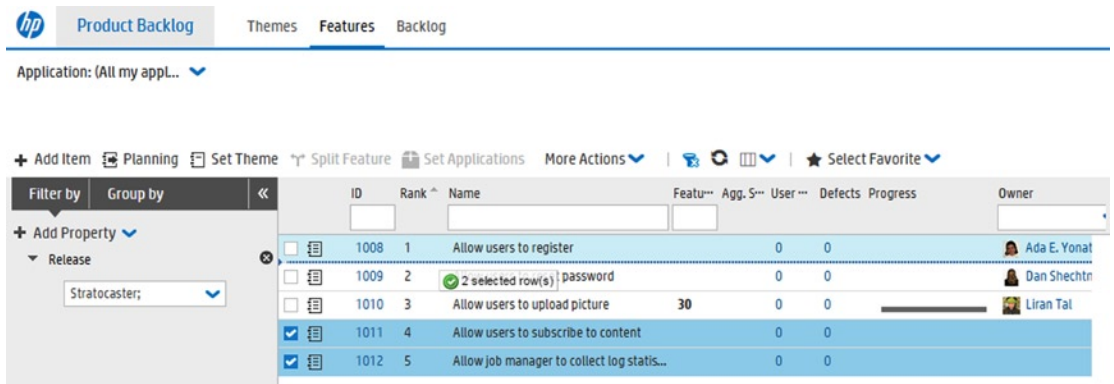 hp Product Backlog Themes Features Backlog
Application: (All my appl...
Add Item Planning Set Theme Split Feature Set Applications More Actions Select Favorite
Filter by Group by ID Rank Name Featu... Agg. S... User ... Defects Progress Owner
Add Property
Release
Stratocaster;
1008 1 Allow users to register 0 0 Ada E. Yonat
1009 2 password 0 0 Dan Shechtn
2 selected row(s)
1010 3 Allow users to upload picture 30 0 0 Liran Tal
1011 4 Allow users to subscribe to content 0 0
1012 5 Allow job manager to collect log statis... 0 0